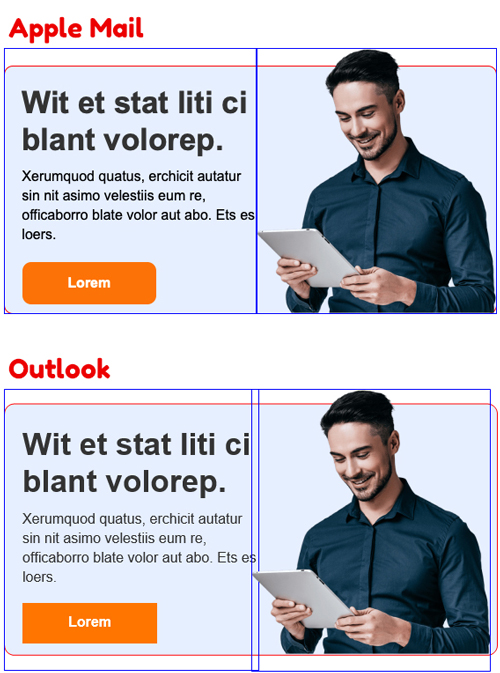 Apple Mail
Wit et stat liti ci
blant volorep.
Xerumquod quatus, erchicit autatur
sin nit asimo velestiis eum re,
officaborro blate volor aut abo. Ets es
loers.
Lorem
Outlook
Wit et stat liti ci
blant volorep.
Xerumquod quatus, erchicit autatur
sin nit asimo velestiis eum re,
officaborro blate volor aut abo. Ets es
loers.
Lorem